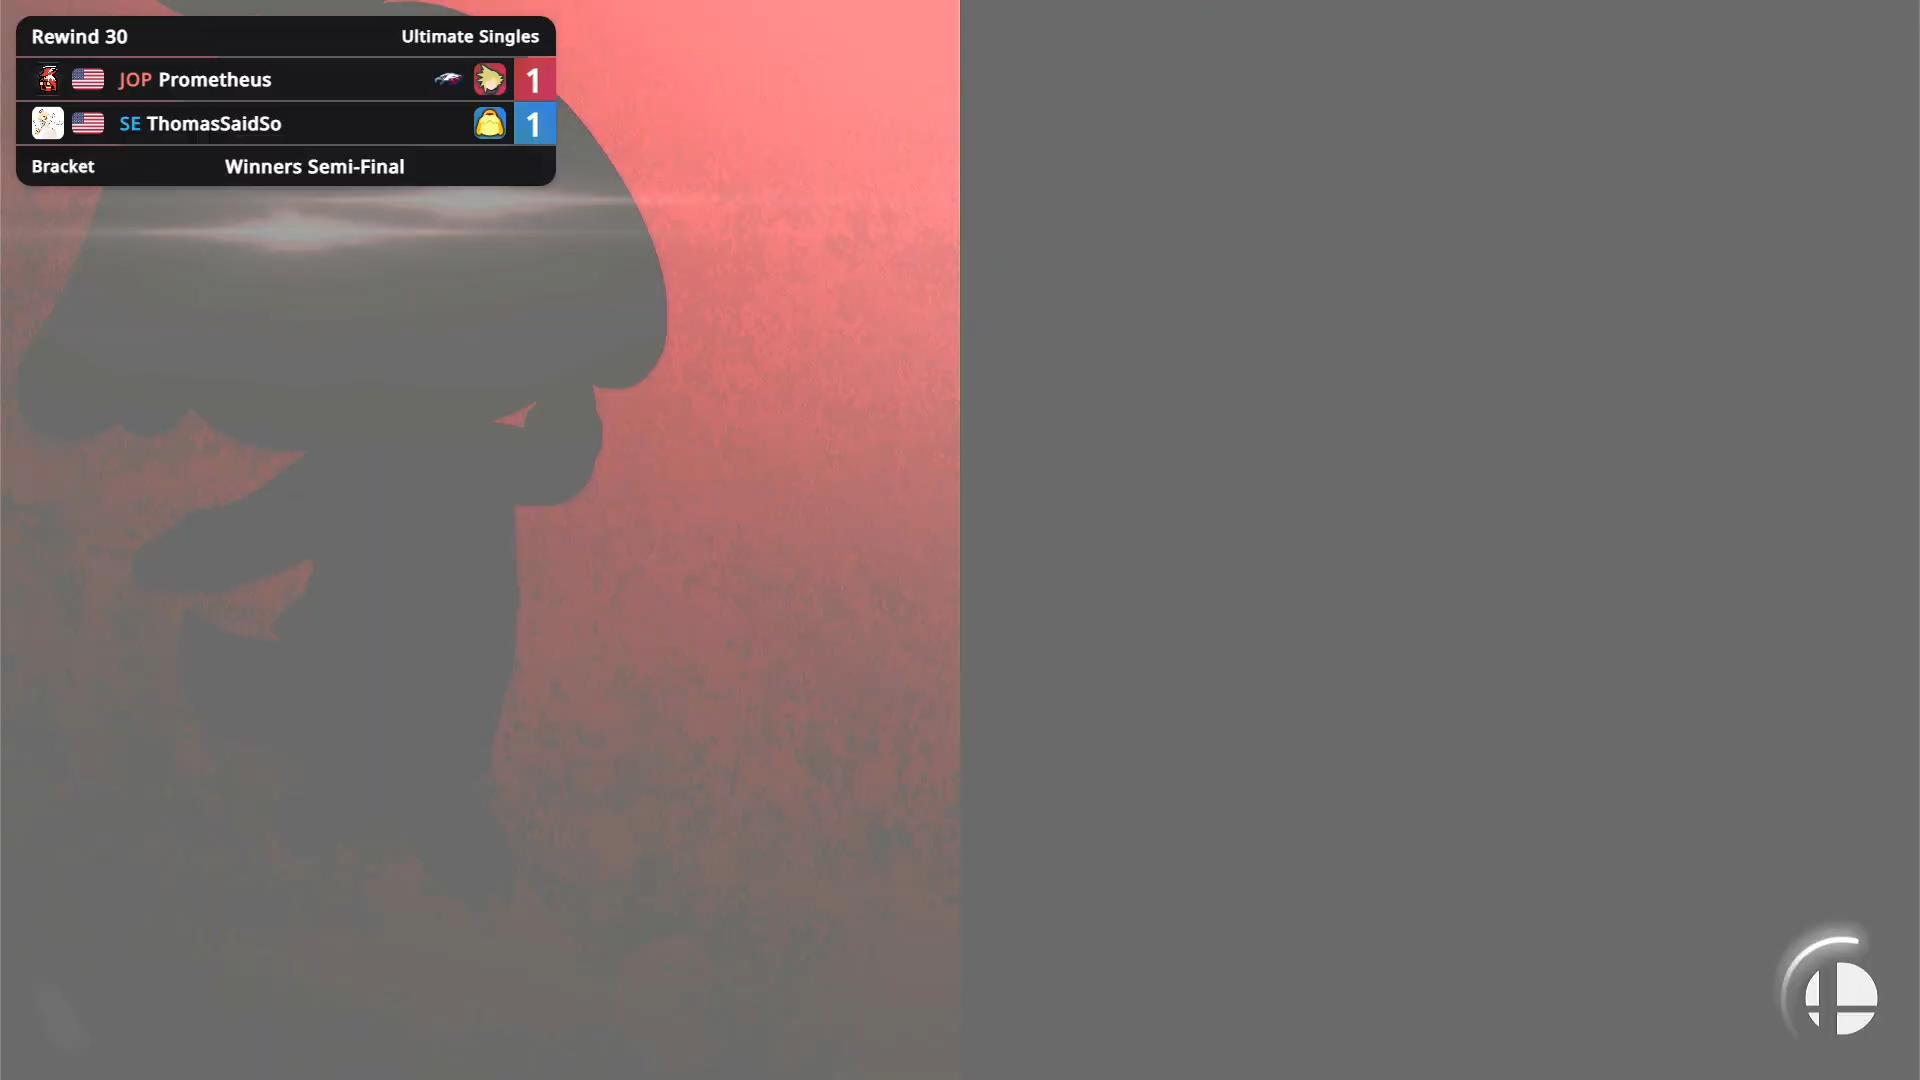 Rewind 30 Ultimate Singles
JOP Prometheus 1
SE ThomasSaidSo 1
Bracket Winners Semi-Final